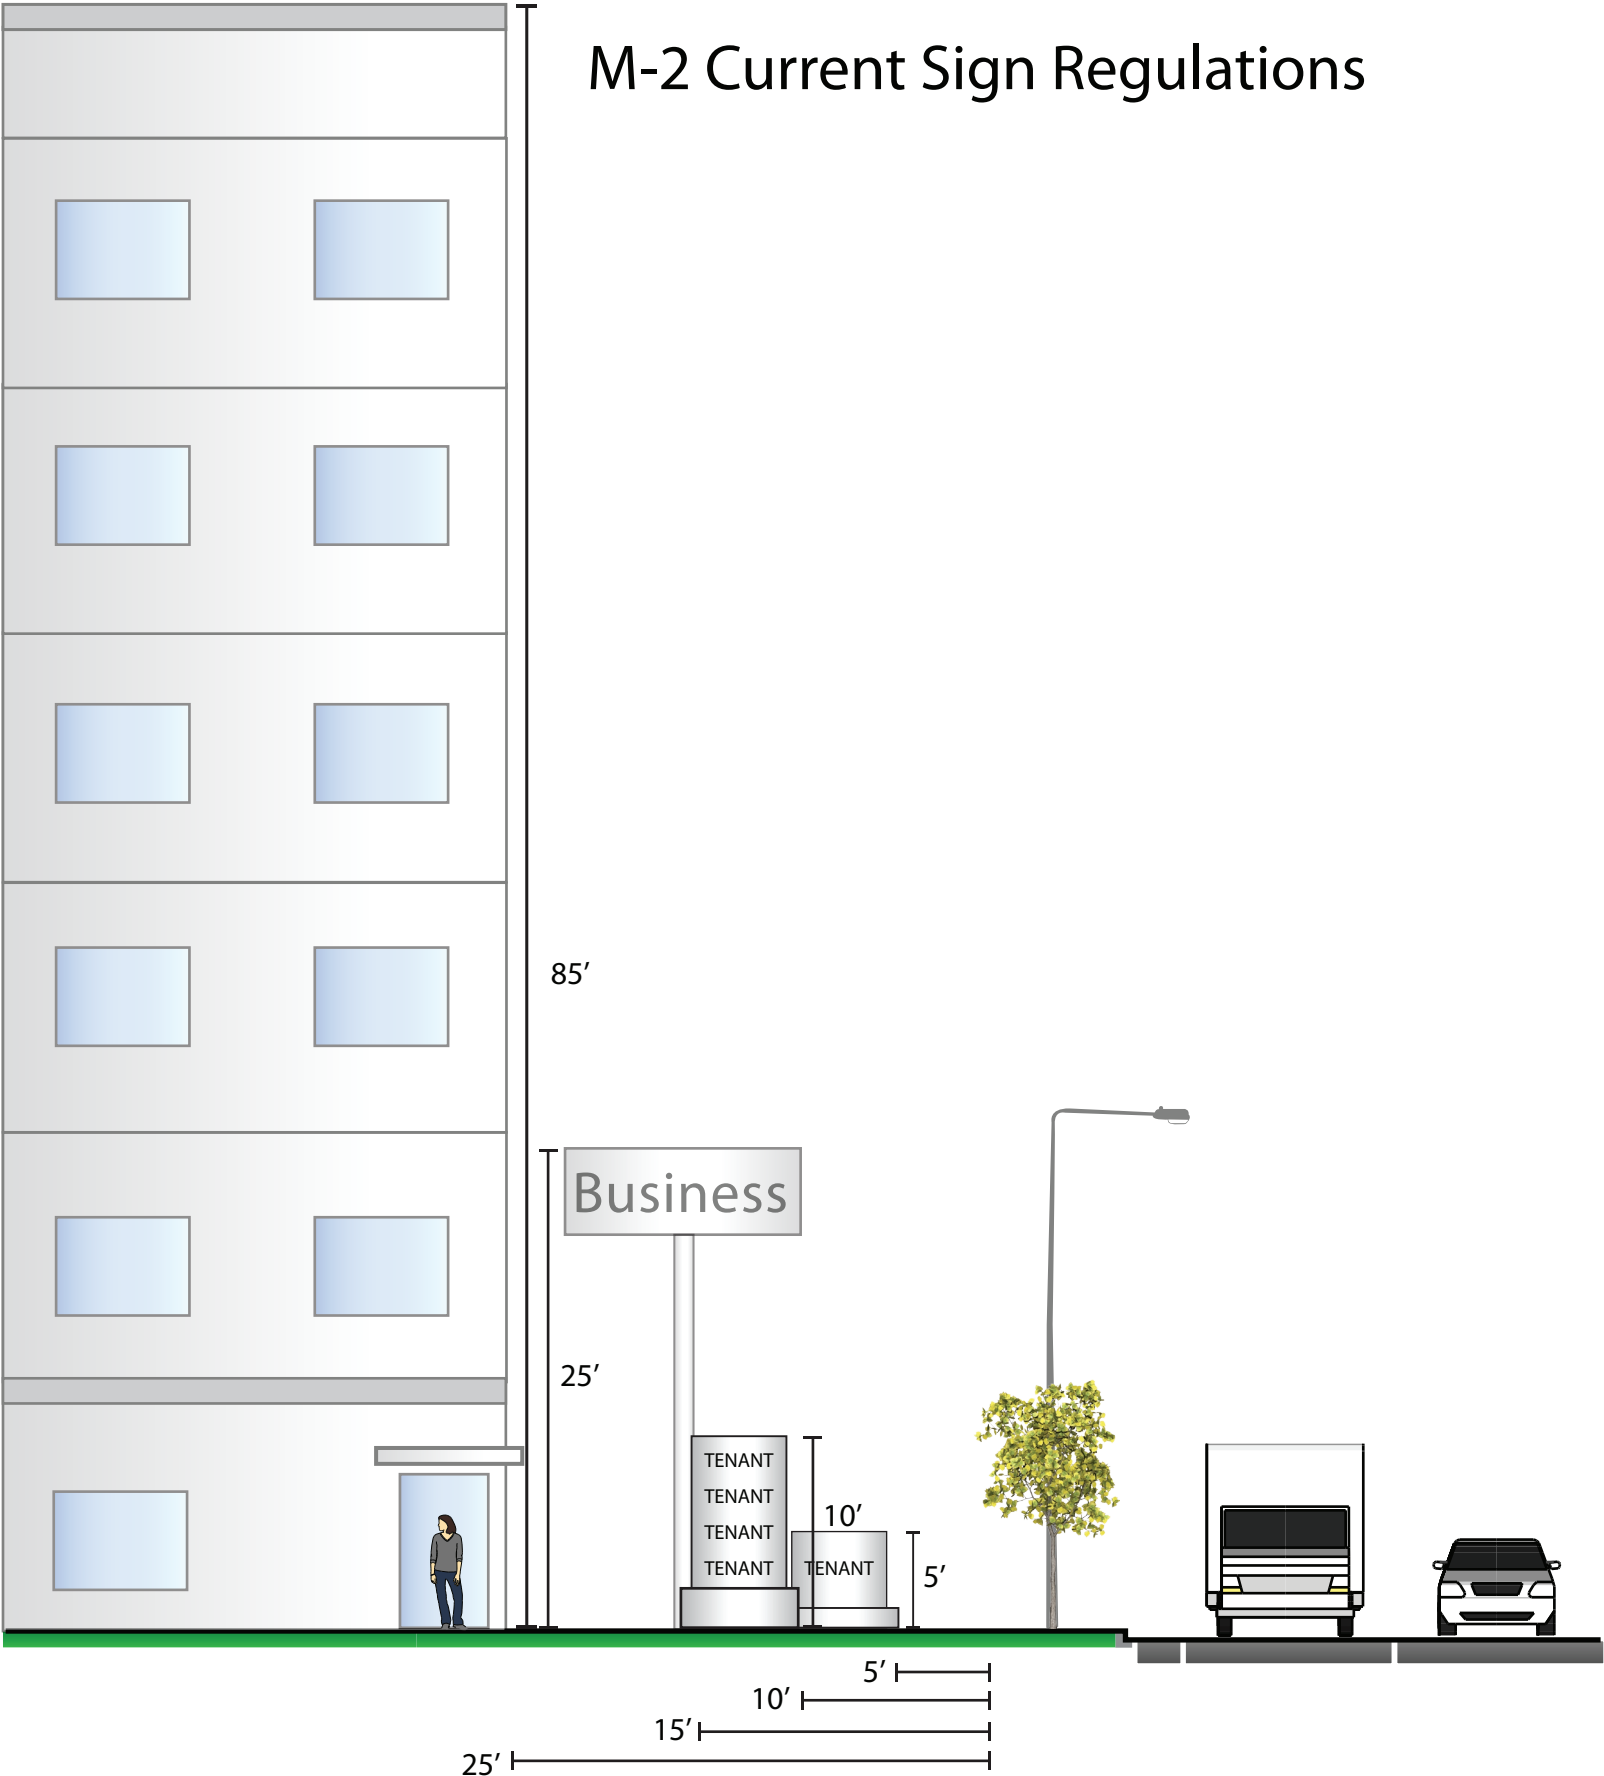 M-2 Current Sign Regulations
85’
Business
25’
TENANT
TENANT
TENANT
TENANT
10’
TENANT
5’
5’
10’
15’
25’